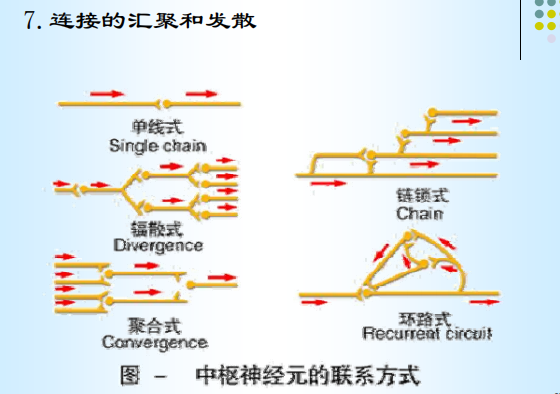 7. 连接的汇聚和发散
单线式
Single chain
辐散式
Divergence
聚合式
Convergence
链锁式
Chain
环路式
Recurrent circuit
图 － 中枢神经元的联系方式